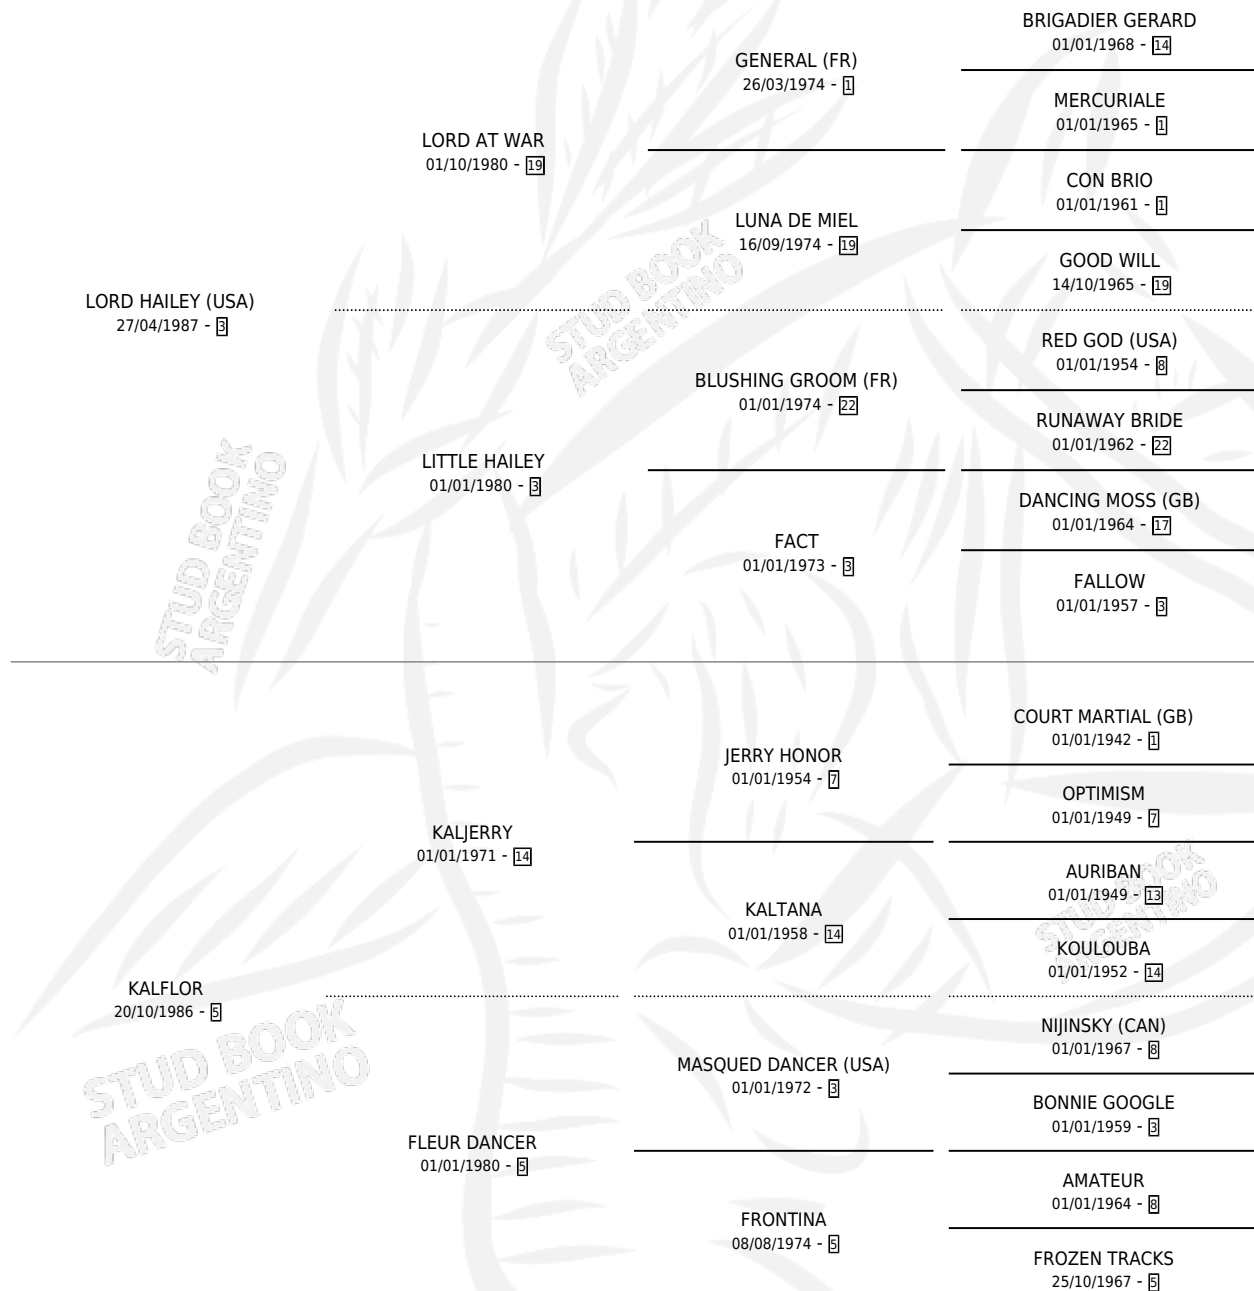 BRIGADIER GERARD
01/01/1968 - 14
GENERAL (FR)
26/03/1974 - 1
MERCURIALE
01/01/1965 - 1
LORD AT WAR
01/10/1980 - 19
CON BRIO
01/01/1961 - 1
LUNA DE MIEL
16/09/1974 - 19
GOOD WILL
14/10/1965 - 19
LORD HAILEY (USA)
27/04/1987 - 3
RED GOD (USA)
01/01/1954 - 8
BLUSHING GROOM (FR)
01/01/1974 - 22
RUNAWAY BRIDE
01/01/1962 - 22
LITTLE HAILEY
01/01/1980 - 3
DANCING MOSS (GB)
01/01/1964 - 17
FACT
01/01/1973 - 3
FALLOW
01/01/1957 - 3
COURT MARTIAL (GB)
01/01/1942 - 1
JERRY HONOR
01/01/1954 - 7
OPTIMISM
01/01/1949 - 7
KALJERRY
01/01/1971 - 14
AURIBAN
01/01/1949 - 13
KALTANA
01/01/1958 - 14
KOULOUBA
01/01/1952 - 14
KALFLOR
20/10/1986 - 5
NIJINSKY (CAN)
01/01/1967 - 8
MASQUED DANCER (USA)
01/01/1972 - 3
BONNIE GOOGLE
01/01/1959 - 3
FLEUR DANCER
01/01/1980 - 5
AMATEUR
01/01/1964 - 8
FRONTINA
08/08/1974 - 5
FROZEN TRACKS
25/10/1967 - 5
STUD BOOK
ARGENTINO
STUD BOOK
ARGENTINO
STUD BOOK
ARGENTINO
STUD BOOK
ARGENTINO